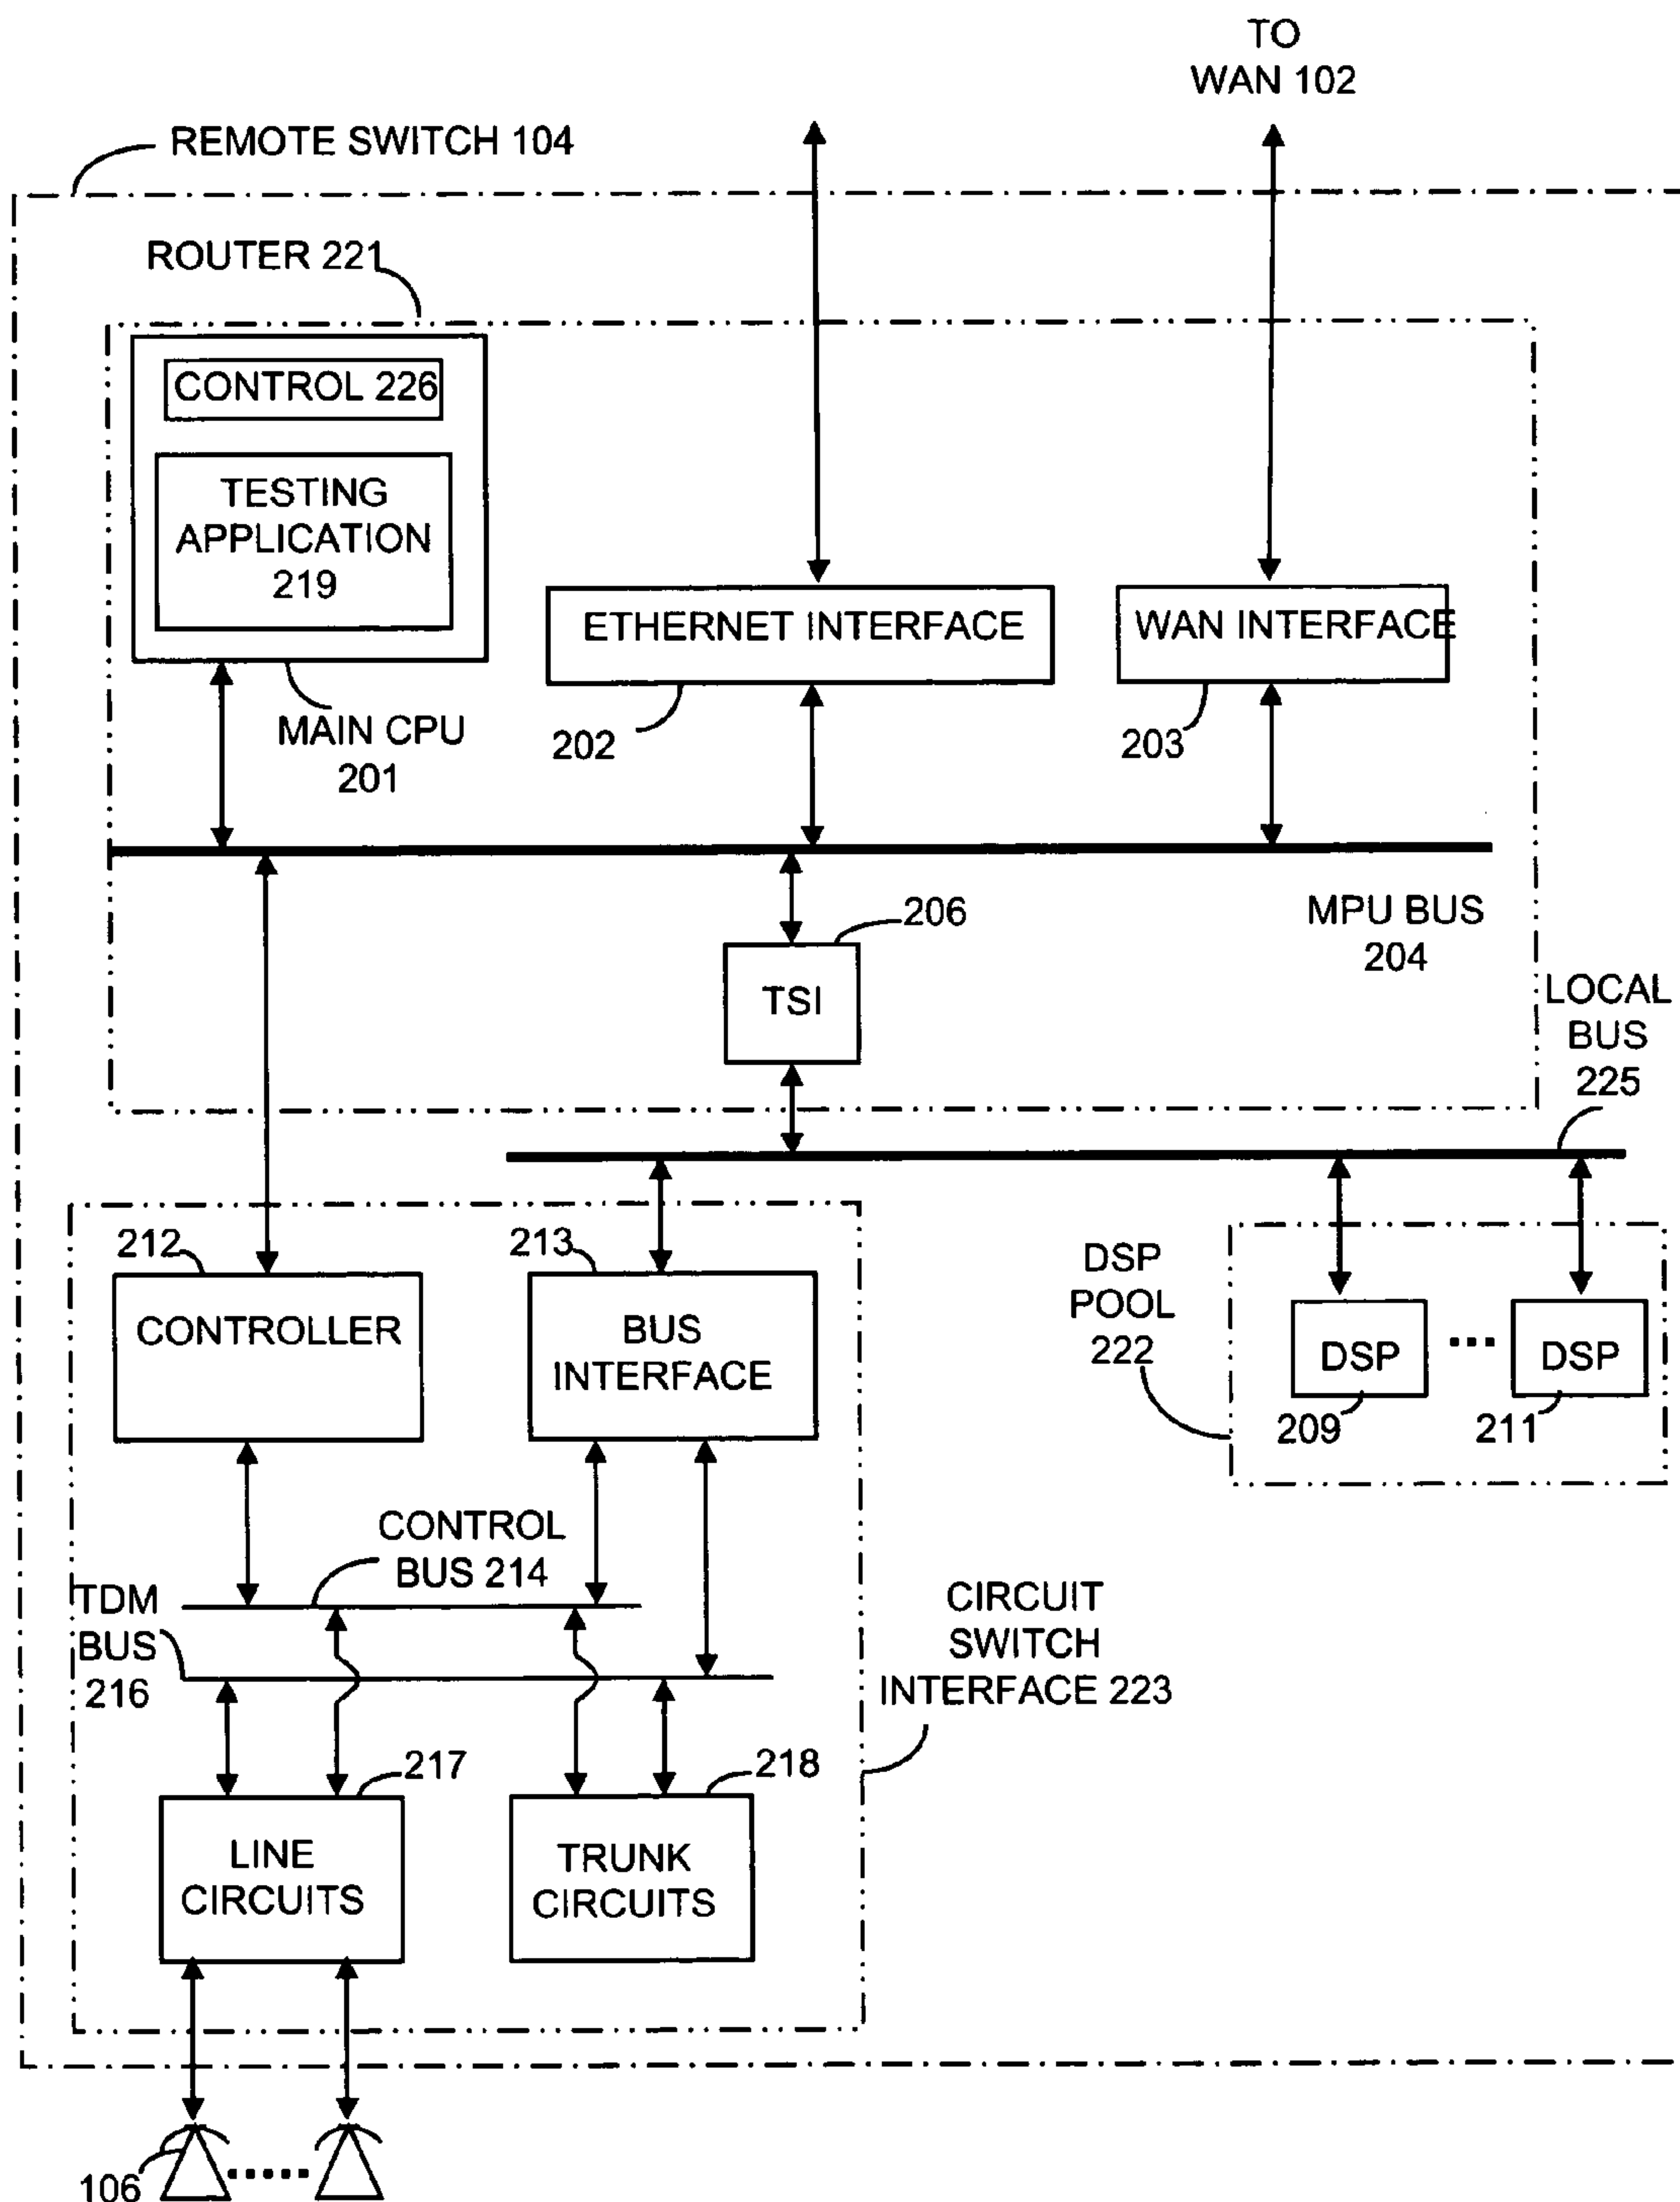 TO
WAN 102
REMOTE SWITCH 104
ROUTER 221
CONTROL 226
TESTING
APPLICATION
219
ETHERNET INTERFACE
WAN INTERFACE
MAIN CPU
201
202
203
206
MPU BUS
204
TSI
LOCAL
BUS
225
212
213
CONTROLLER
BUS
INTERFACE
DSP
POOL
222
DSP
DSP
209
211
CONTROL
BUS 214
TDM
BUS
216
CIRCUIT
SWITCH
INTERFACE 223
217
218
LINE
CIRCUITS
TRUNK
CIRCUITS
106